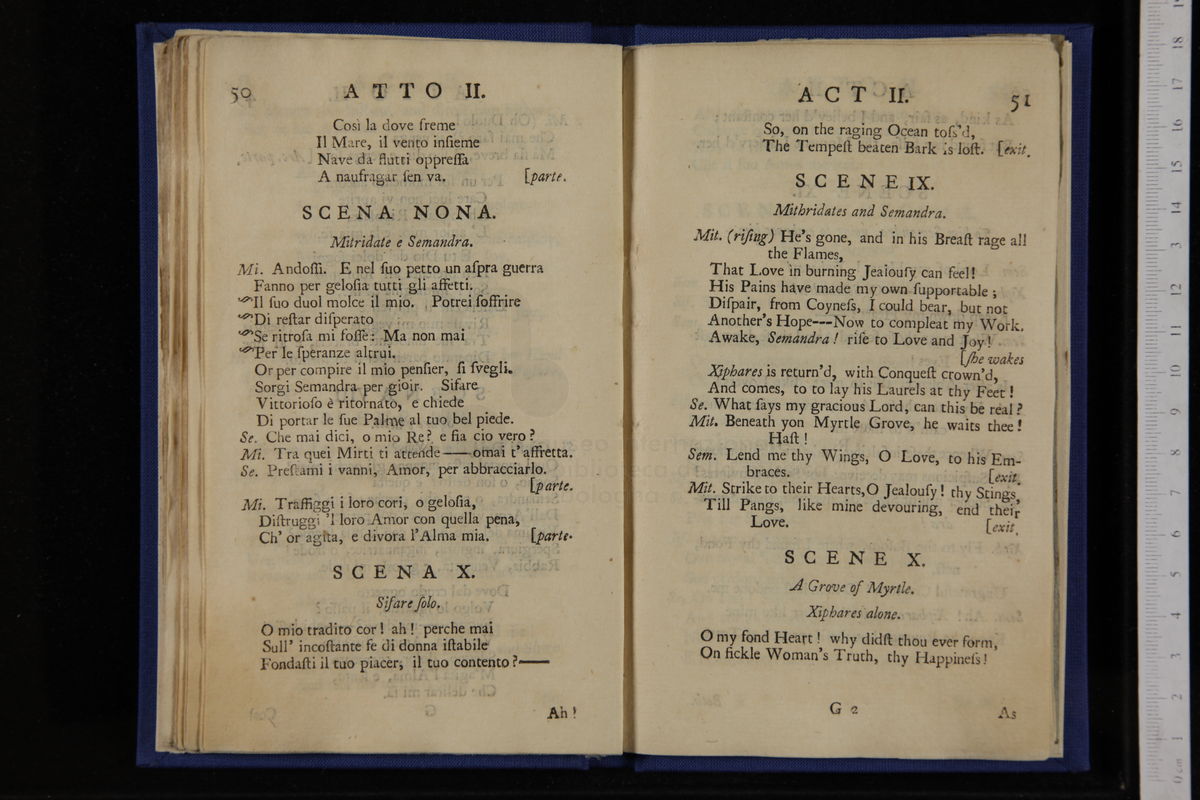 50 ATTO II.
Così la dove freme
Il Mare, il vento inſieme
Nave da flutti oppreſſa
A naufragar ſen va. [parte.
SCENA NONA.
Mitridate e Semandra.
Mi. Andoſſi. E nel ſuo petto un aſpra guerra
Fanno per geloſia tutti gli affetti.
Il ſuo duol molce il mio. Potrei ſoffrire
Di reſtar diſperato
Se ritroſa mi foſſe: Ma non mai
Per le ſperanze altrui.
Or per compire il mio penſier, ſi ſvegli.
Sorgi Semandra per gioir. Sifare
Vittorioſo è ritornato, e chiede
Di portar le ſue Palme al tuo bel piede.
Se. Che mai dici, o mio Re? e fia cio vero?
Mi. Tra quei Mirti ti attende—— omai t' affretta.
Se. Preſtami i vanni, Amor, per abbracciarlo.
[parte.
Mi. Traffiggi i loro cori, o geloſia,
Diſtruggi 'l loro Amor con quella pena,
Ch' or agita, e divora l'Alma mia. [parte.
SCENA X.
Sifare ſolo.
O mio tradito cor! ah! perche mai
Sull' incoſtante fe di donna iſtabile
Fondaſti il tuo piacer, il tuo contento?——
Ah!
ACT II. 51
So, on the raging Ocean toſs'd,
The Tempeſt beaten Bark is loſt. [exit.
SCENE IX.
Mithridates and Semandra.
Mit. (riſing) He's gone, and in his Breaſt rage all
the Flames,
That Love in burning Jealouſy can feel!
His Pains have made my own ſupportable;
Diſpair, from Coyneſs, I could bear, but not
Another's Hope---Now to compleat my Work.
Awake, Semandra! riſe to Love and Joy!
[ſhe wakes
Xiphares is return'd, with Conqueſt crown'd,
And comes, to to lay his Laurels at thy Feet!
Se. What ſays my gracious Lord, can this be real?
Mit. Beneath yon Myrtle Grove, he waits thee!
Haſt!
Sem. Lend me thy Wings, O Love, to his Em-
braces. [exit.
Mit. Strike to their Hearts, O Jealouſy! thy Stings,
Till Pangs, like mine devouring, end their
Love. [exit.
SCENE X.
A Grove of Myrtle.
Xiphares alone.
O my fond Heart! why didſt thou ever form,
On fickle Woman's Truth, thy Happineſs!
G 2 As